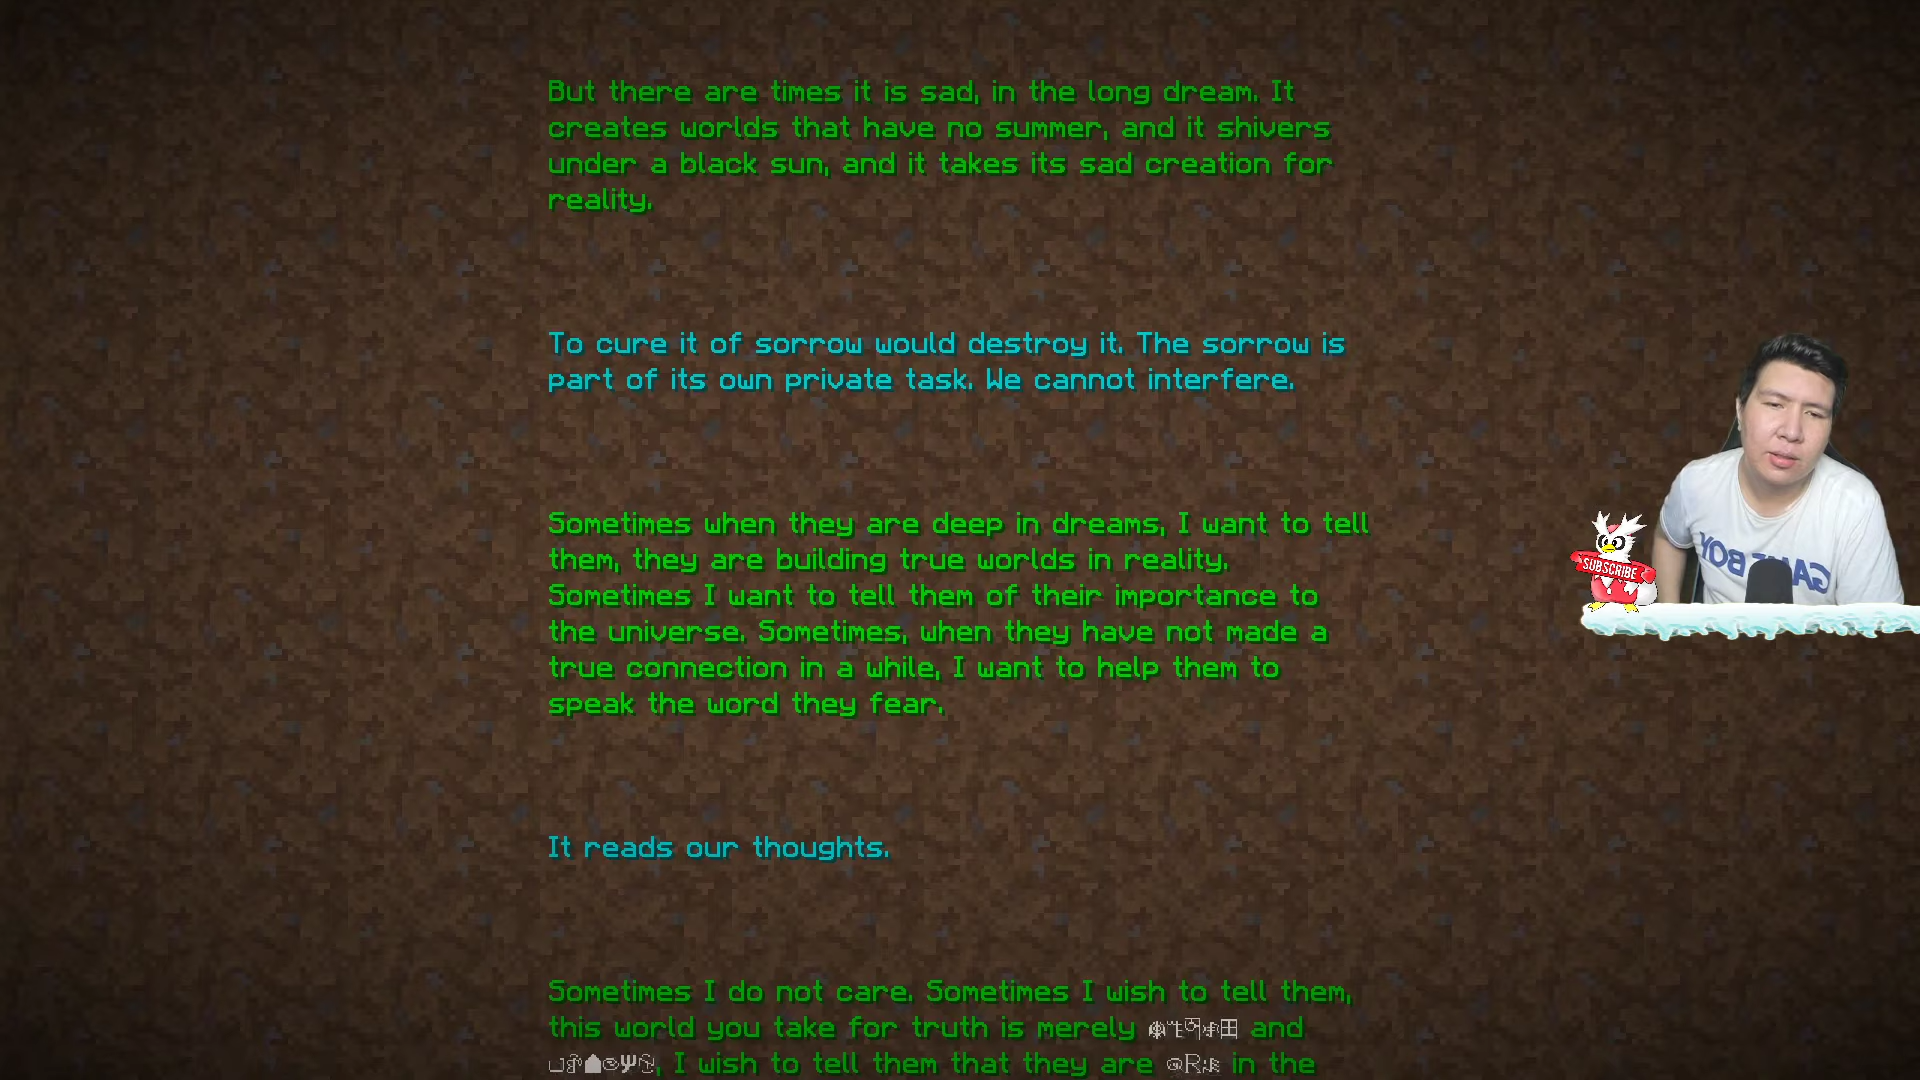 But there are times it is sad, in the long dream. It
creates worlds that have no summer, and it shivers
under a black sun, and it takes its sad creation for
reality.
To cure it of sorrow would destroy it. The sorrow is
part of its own private task. We cannot interfere.
Sometimes when they are deep in dreams, I want to tell
them, they are building true worlds in reality.
Sometimes I want to tell them of their importance to
the universe. Sometimes, when they have not made a
true connection in a while, I want to help them to
speak the word they fear.
It reads our thoughts.
Sometimes I do not care. Sometimes I wish to tell them,
this world you take for truth is merely and
, I wish to tell them that they are in the
SUBSCRIBE
GAME BOY